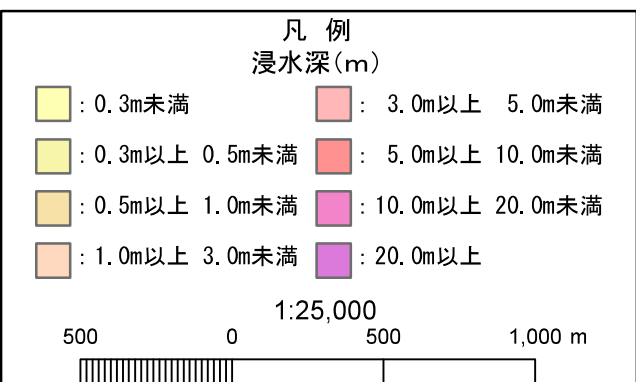 凡 例
浸水深(m)
: 0.3m未満
: 0.3m以上 0.5m未満
: 0.5m以上 1.0m未満
: 1.0m以上 3.0m未満
: 3.0m以上 5.0m未満
: 5.0m以上 10.0m未満
: 10.0m以上 20.0m未満
: 20.0m以上
1:25,000
500 0 500 1,000 m